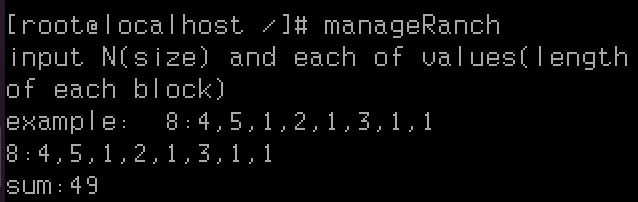 [root@localhost /]# manageRanch
input N(size) and each of values(length
of each block)
example:  8:4,5,1,2,1,3,1,1
8:4,5,1,2,1,3,1,1
sum:49